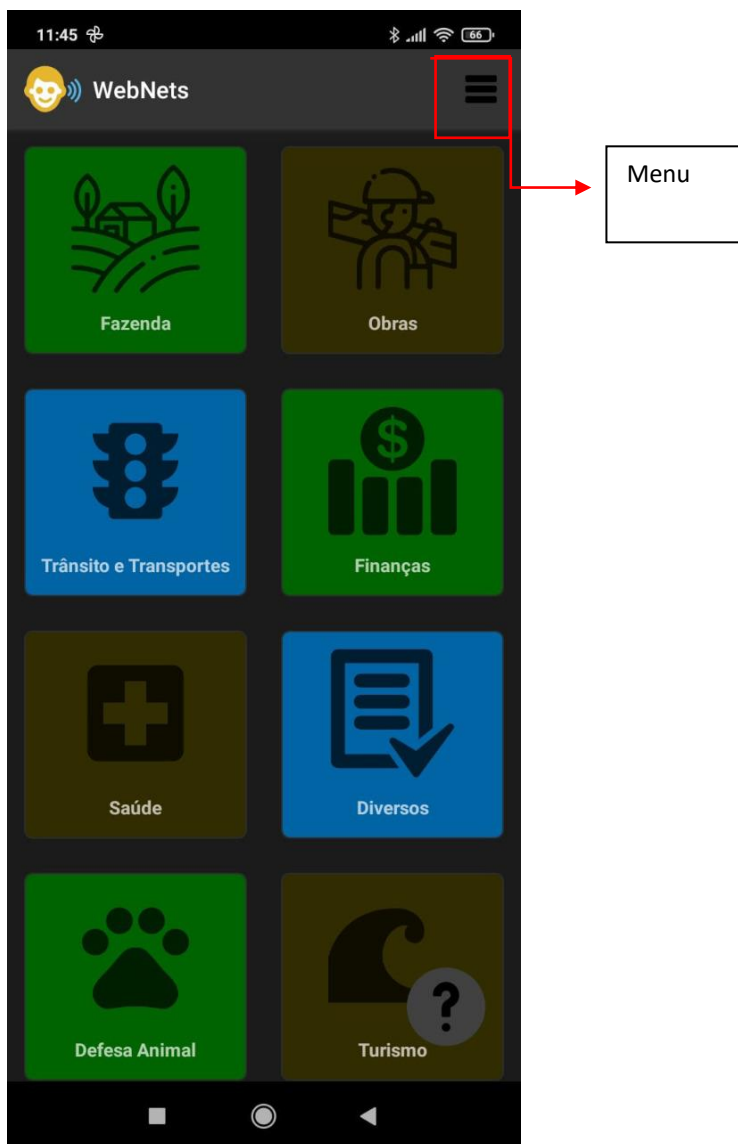 11:45
66
WebNets
Menu
Fazenda
Obras
$
Trânsito e Transportes
Finanças
Saúde
Diversos
?
Defesa Animal
Turismo